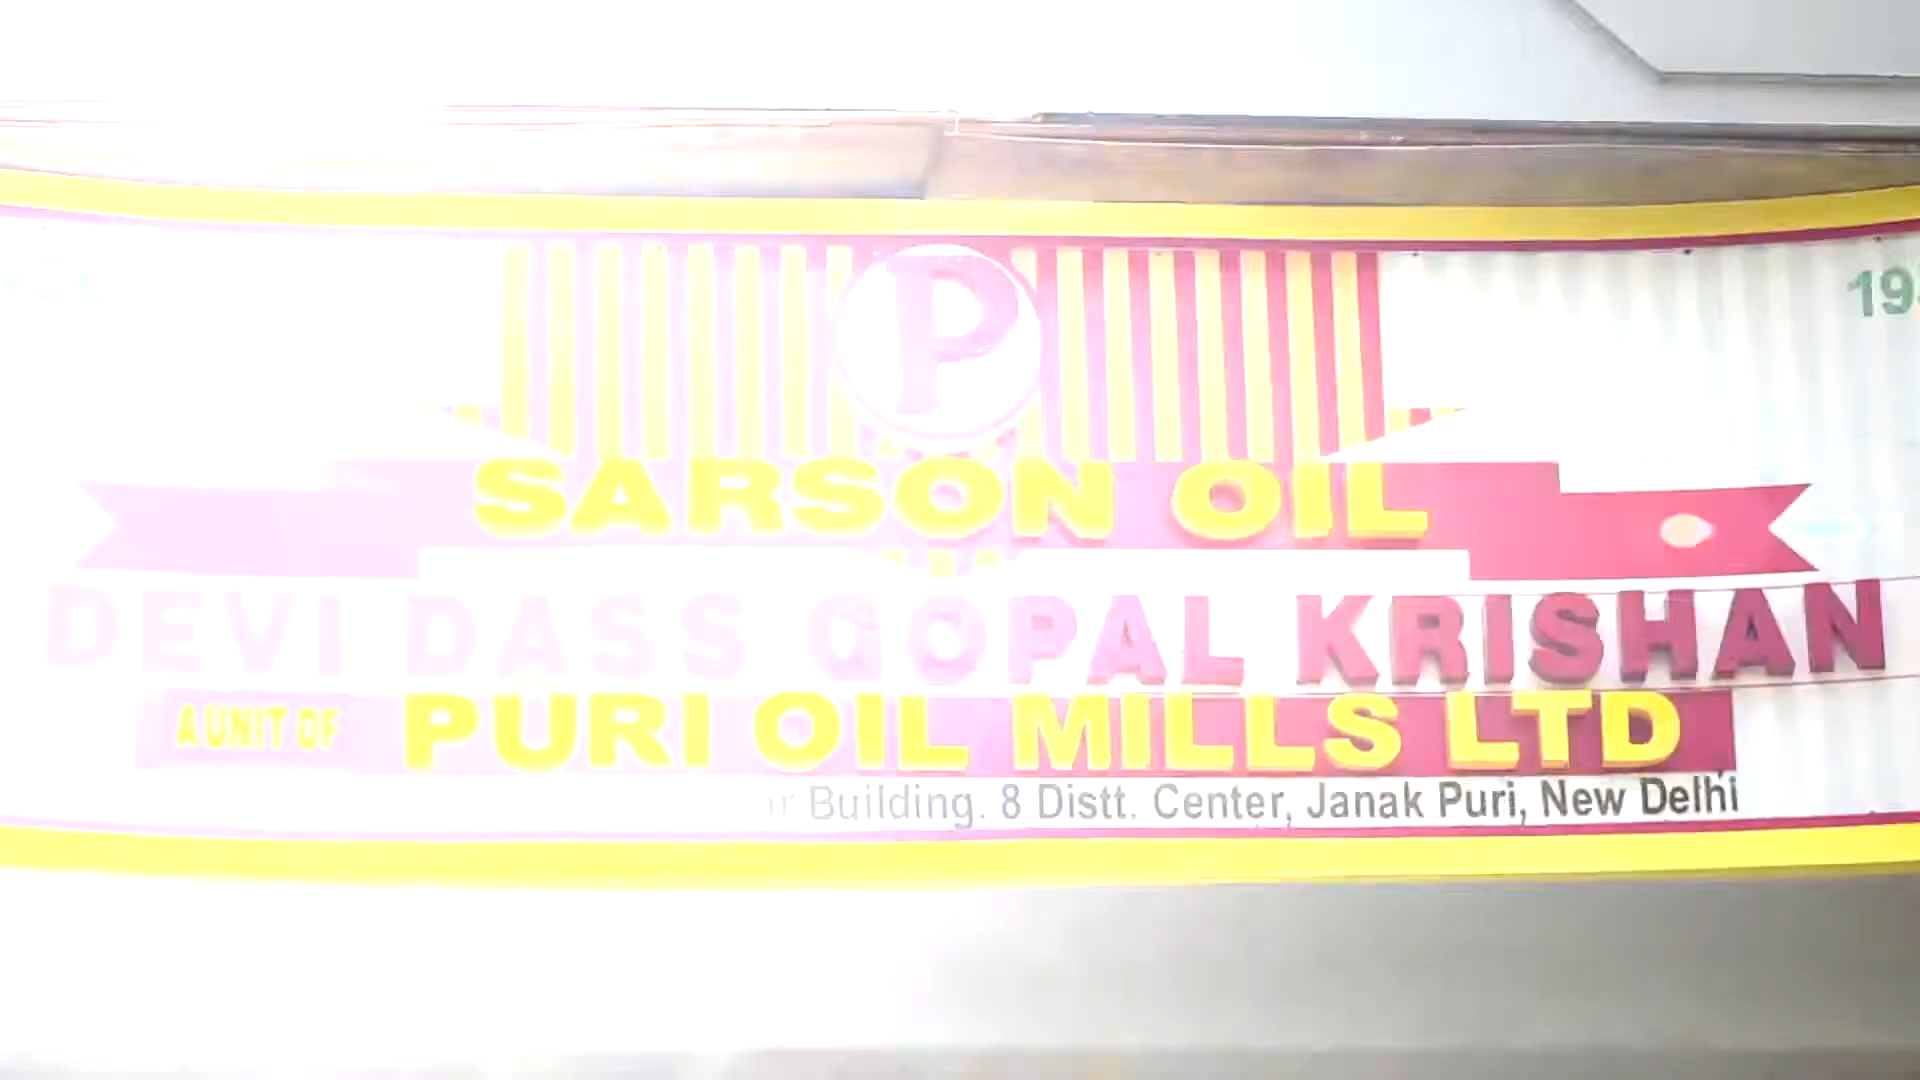 P
SARSON OIL
DEVI DASS GOPAL KRISHAN
A UNIT OF PURI OIL MILLS LTD
Building. 8 Distt. Center, Janak Puri, New Delhi